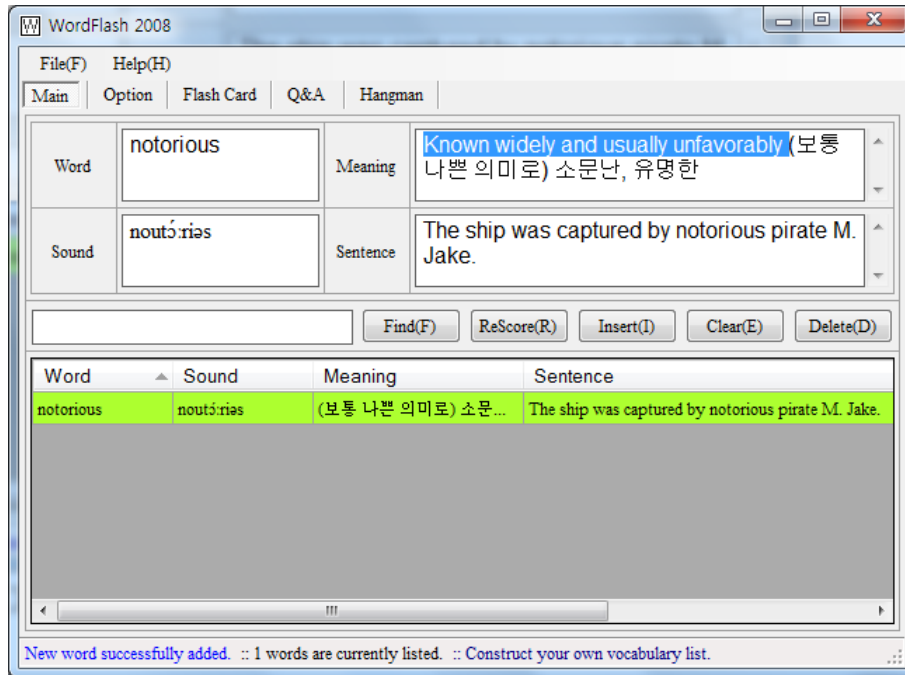 WordFlash 2008
File(F) Help(H)
Main Option Flash Card Q&A Hangman
Word notorious Meaning Known widely and usually unfavorably (보통
나쁜 의미로) 소문난, 유명한
Sound noutɔ́ːriəs Sentence The ship was captured by notorious pirate M.
Jake.
Find(F) ReScore(R) Insert(I) Clear(E) Delete(D)
Word Sound Meaning Sentence
notorious noutɔ́ːriəs (보통 나쁜 의미로) 소문... The ship was captured by notorious pirate M. Jake.
New word successfully added. :: 1 words are currently listed. :: Construct your own vocabulary list.